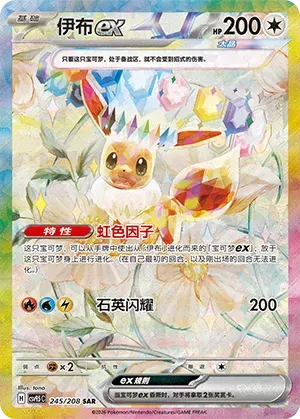 基础 伊布ex HP 200
太晶
只要这只宝可梦,处于备战区,就不会受到招式的伤害。
特性 虹色因子
这只宝可梦,可以从手牌中使出从「伊布」进化而来的「宝可梦ex」,放于
这只宝可梦身上进行进化。(在自己最初的回合、以及刚出场的回合无法进
化。)
石英闪耀 200
弱点 ×2 抵抗力 撤退
ex规则
当宝可梦ex昏厥时,对手将拿取2张奖赏卡。
Illus. tono
H CSV9.5C C 245/208 SAR
©2026 Pokémon/Nintendo/Creatures/GAME FREAK